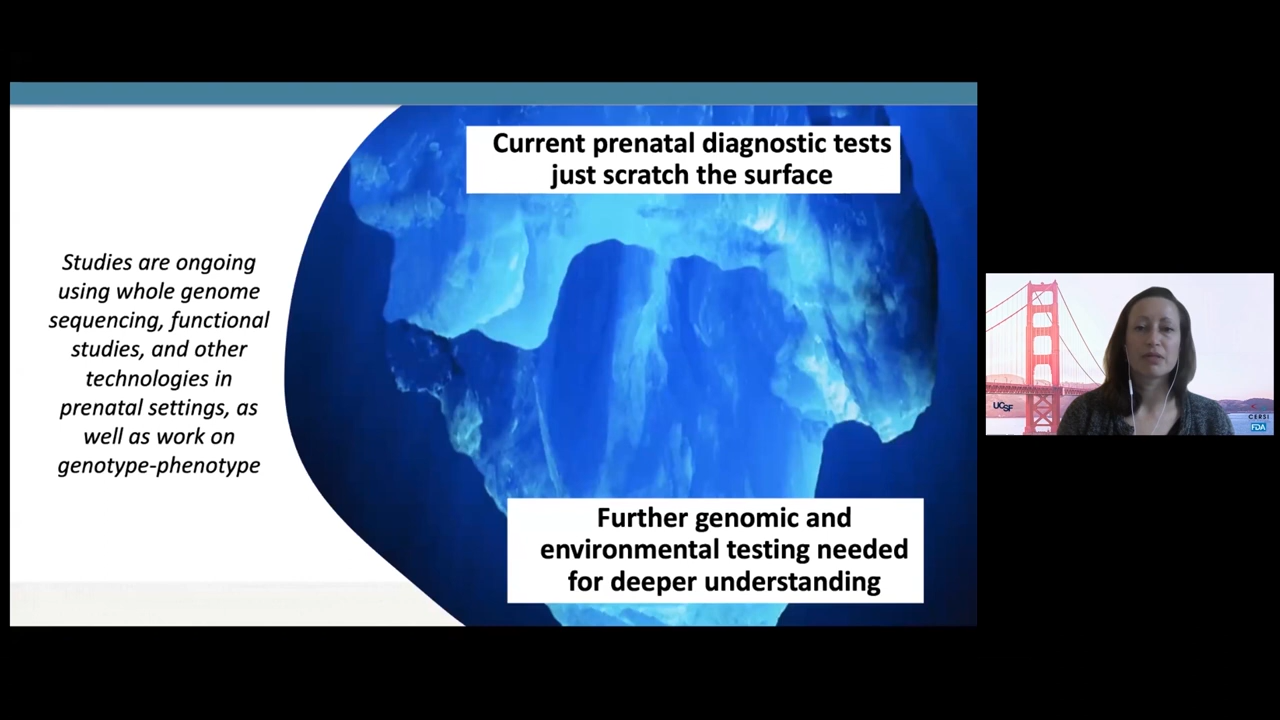 Current prenatal diagnostic tests
just scratch the surface
Studies are ongoing
using whole genome
sequencing, functional
studies, and other
technologies in
prenatal settings, as
well as work on
genotype-phenotype
Further genomic and
environmental testing needed
for deeper understanding
UCSF
CERSI
FDA